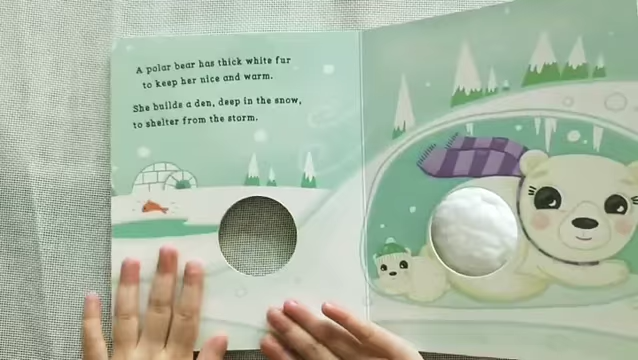 A polar bear has thick white fur
to keep her nice and warm.
She builds a den, deep in the snow,
to shelter from the storm.